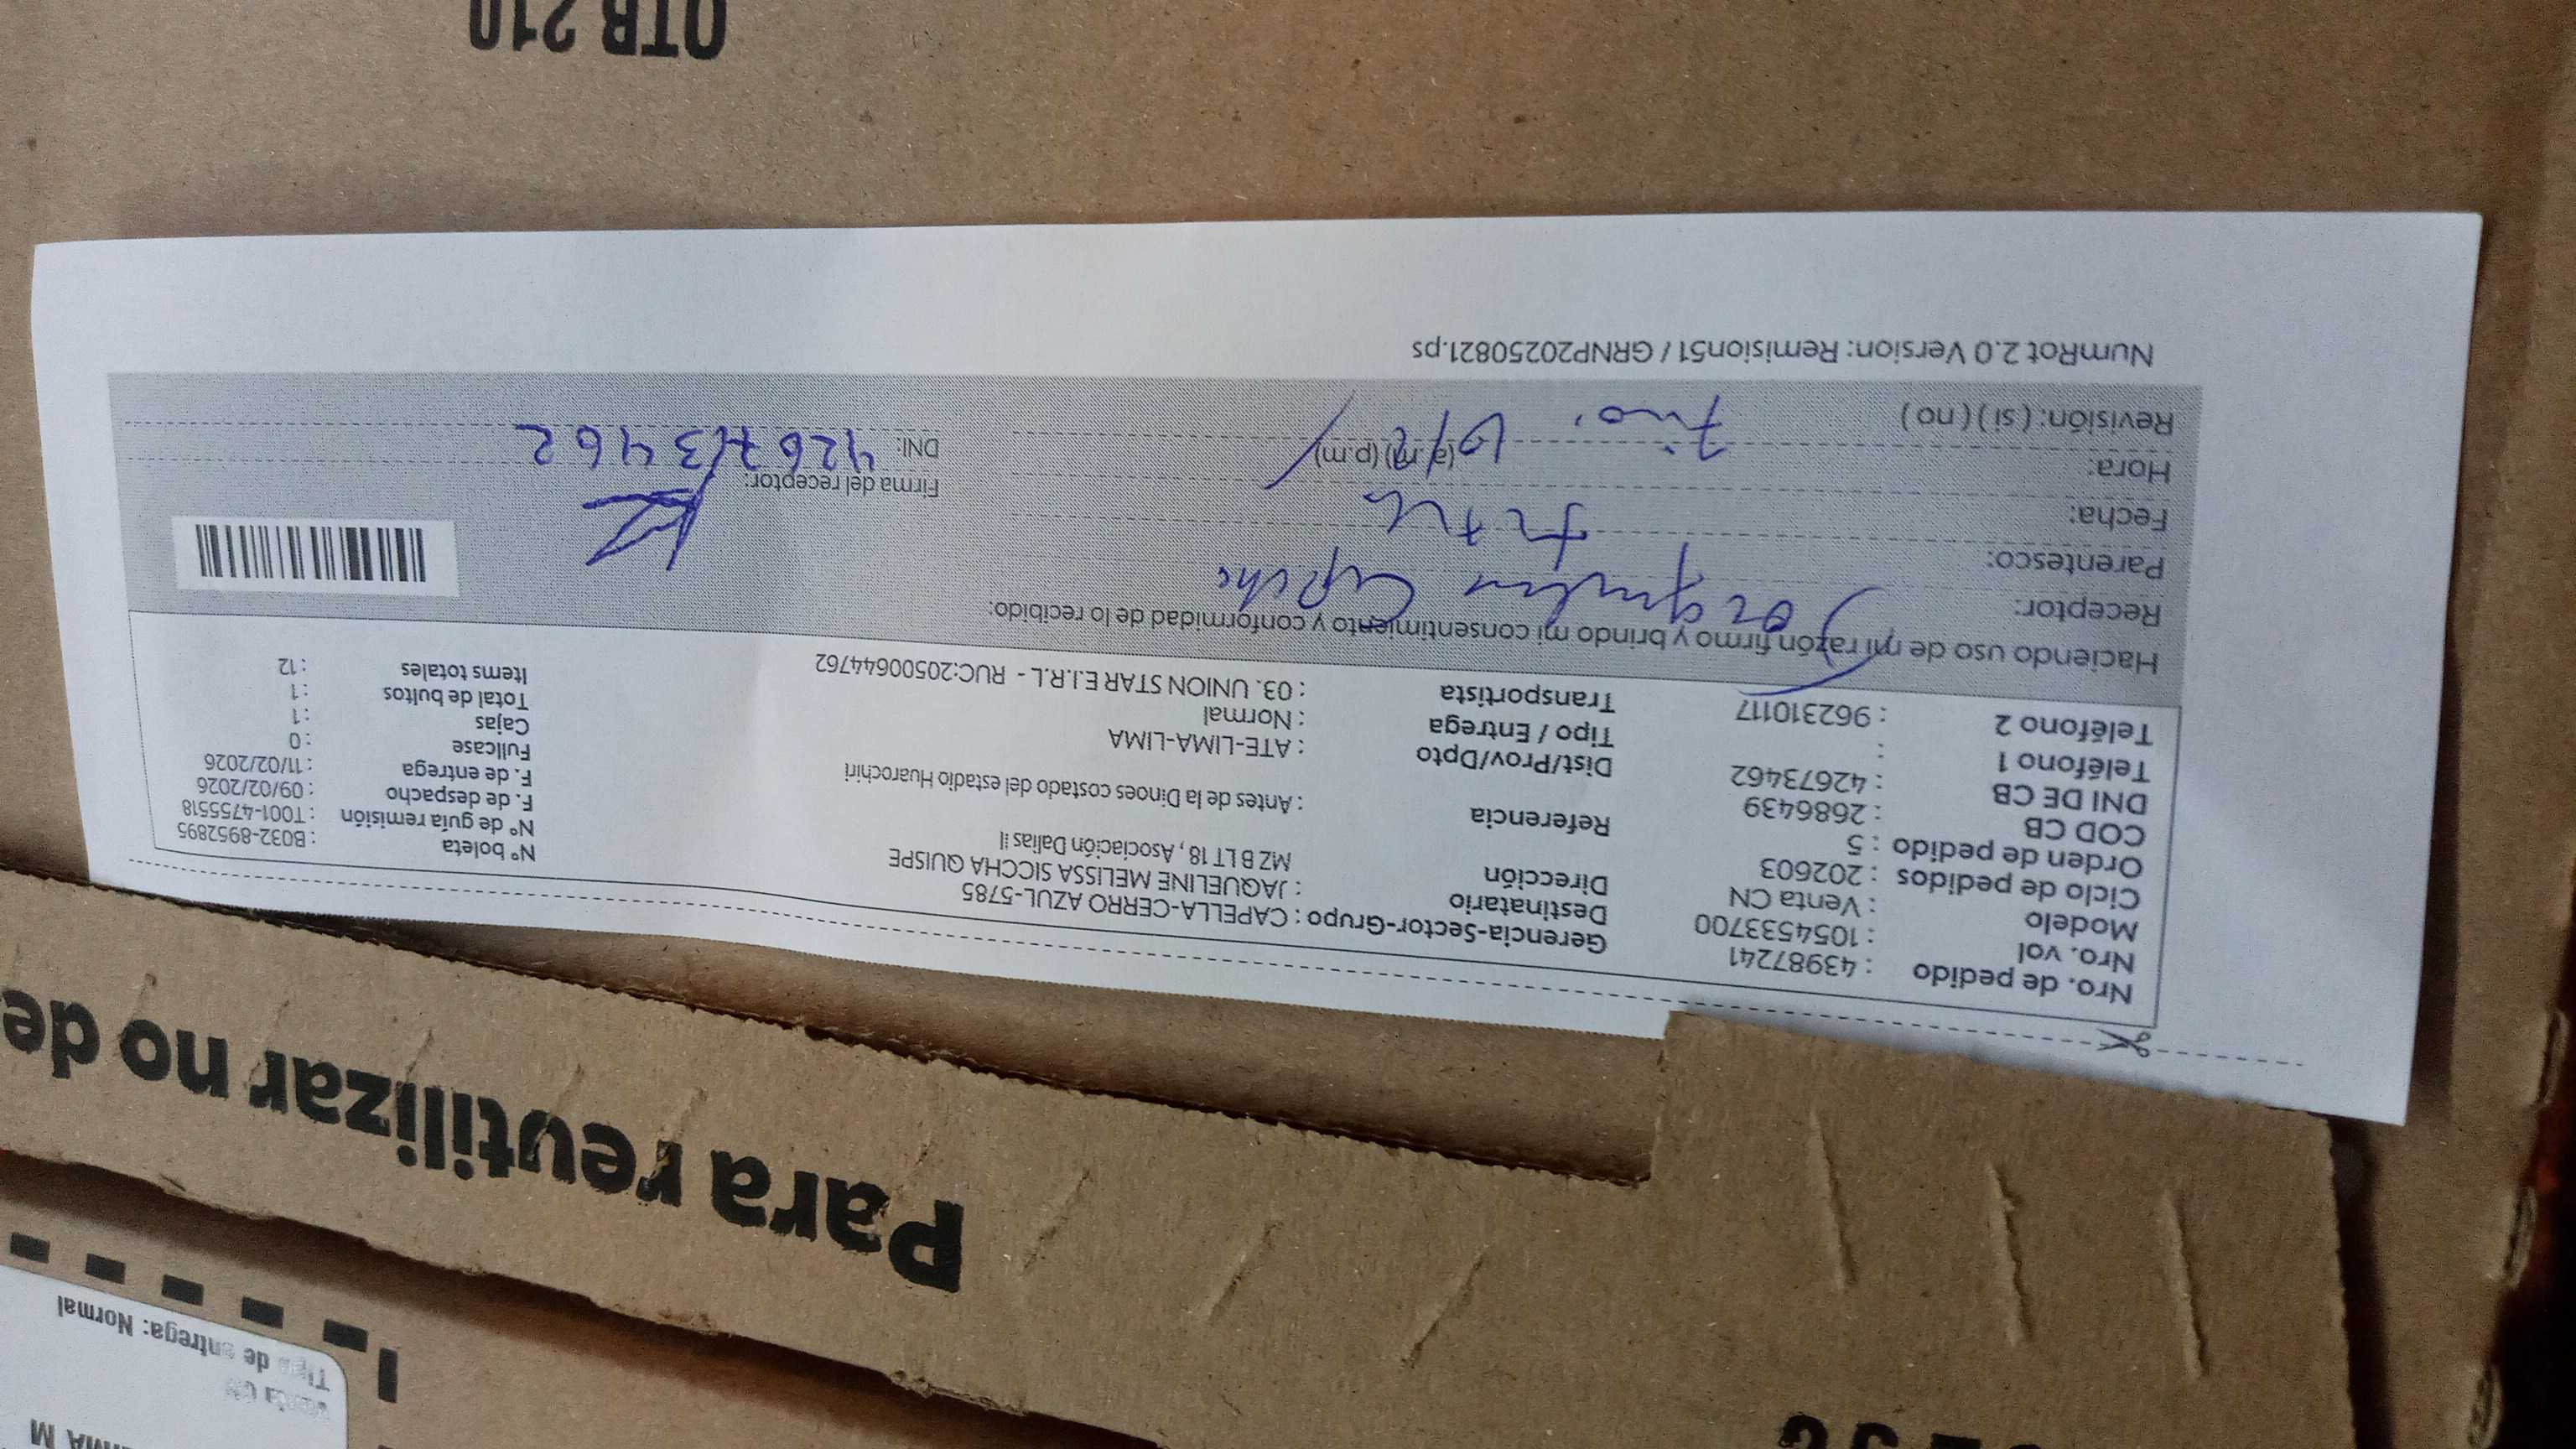 Tipo de entrega: Normal
Para reutilizar no de
Nro. de pedido : 43987241
Nro. vol : 1054533700
Modelo : Venta CN
Ciclo de pedidos : 202603
Orden de pedido : 5
COD CB : 2686439
DNI DE CB : 42673462
Teléfono 1 :
Teléfono 2 : 962310117
Gerencia-Sector-Grupo : CAPELLA-CERRO AZUL-5785
Destinatario : JAQUELINE MELISSA SICCHA QUISPE
Dirección MZ B LT 18 , Asociación Dalias II
Referencia : Antes de la Dinoes costado del estadio Huarochiri
Dist/Prov/Dpto : ATE-LIMA-LIMA
Tipo / Entrega : Normal
Transportista : 03. UNION STAR E.I.R.L - RUC:20500644762
Nº boleta : B032-8952895
Nº de guía remisión : T001-4755518
F. de despacho : 09/02/2026
F. de entrega : 11/02/2026
Fullcase : 0
Cajas : 1
Total de bultos : 1
Items totales : 12
Haciendo uso de mi razón firmo y brindo mi consentimiento y conformidad de lo recibido:
Receptor:
Parentesco:
Fecha:
Hora: (a.m) (p.m)
Revisión: ( si ) ( no )
Firma del receptor:
DNI: 42673462
NumRot 2.0 Version: Remision51 / GRNP20250821.ps
QTB 210